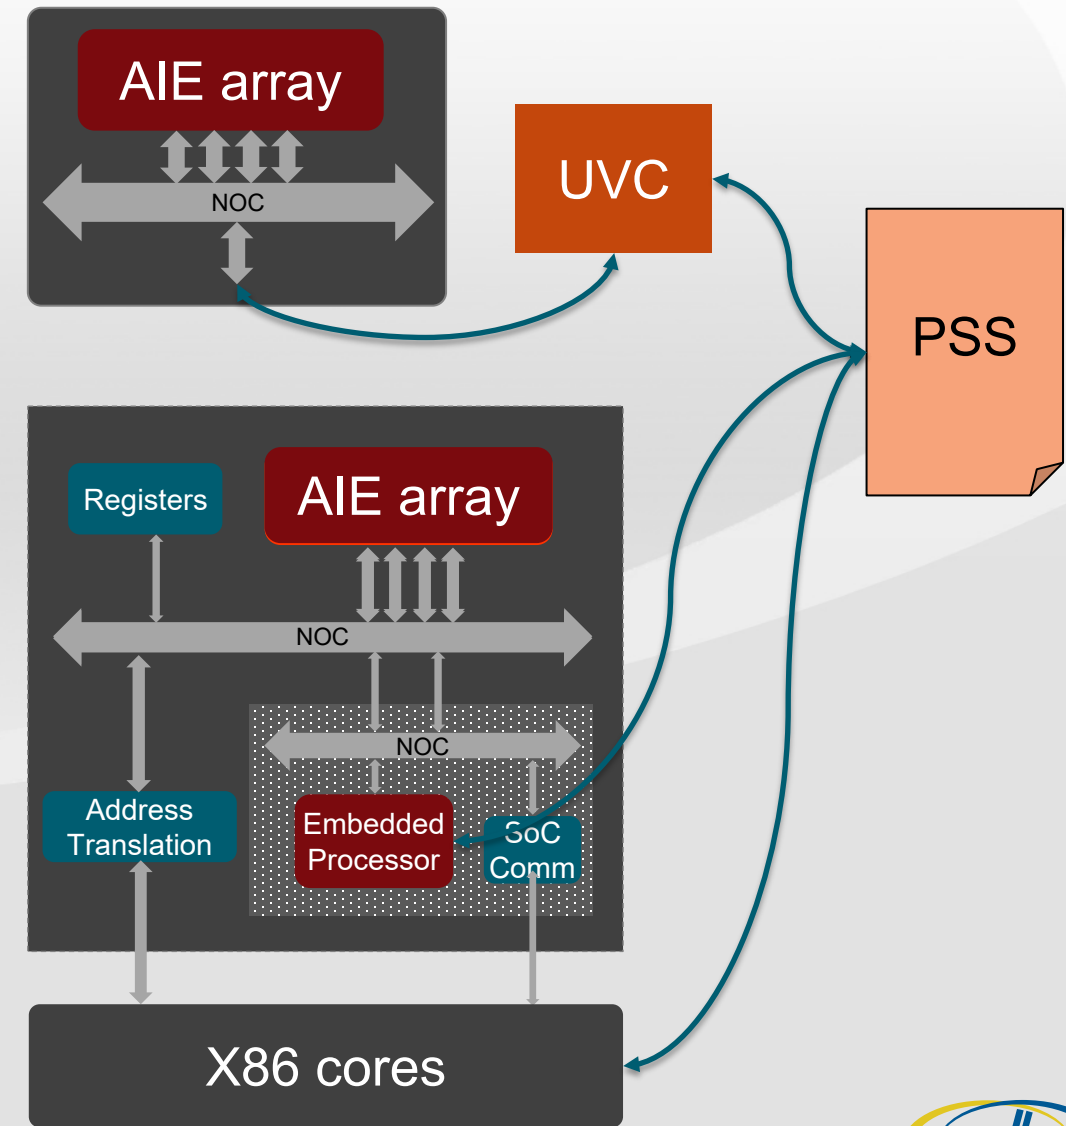 AIE array
NOC
UVC
PSS
Registers
AIE array
NOC
NOC
Address
Translation
Embedded
Processor
SoC
Comm
X86 cores